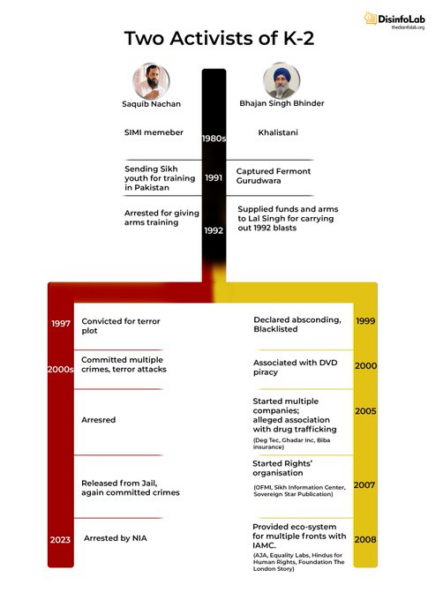 DisinfoLab
thedisinfolab.org
Two Activists of K-2
Saquib Nachan
Bhajan Singh Bhinder
SIMI memeber
1980s
Khalistani
Sending Sikh
youth for training
in Pakistan
1991
Captured Fermont
Gurudwara
Arrested for giving
arms training
1992
Supplied funds and arms
to Lal Singh for carrying
out 1992 blasts
1997
Convicted for terror
plot
Declared absconding,
Blacklisted
1999
2000s
Committed multiple
crimes, terror attacks
Associated with DVD
piracy
2000
Arresred
Started multiple
companies;
alleged association
with drug trafficking
(Deg Tec, Ghadar Inc, Biba
insurance)
2005
Released from Jail,
again committed crimes
Started Rights'
organisation
(OFMI, Sikh Information Center,
Sovereign Star Publication)
2007
2023
Arrested by NIA
Provided eco-system
for multiple fronts with
IAMC.
(AJA, Equality Labs, Hindus for
Human Rights, Foundation The
London Story)
2008